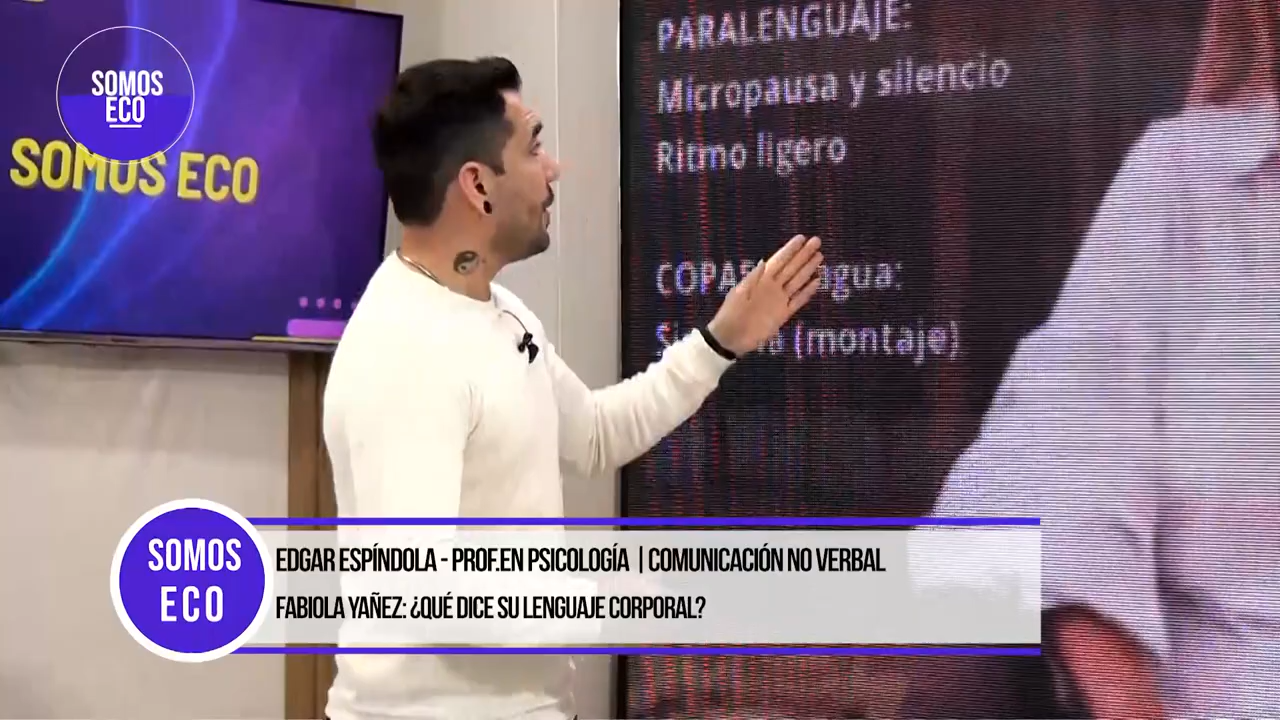 SOMOS
ECO
SOMOS ECO
PARALENGUAJE:
Micropausa y silencio
Ritmo ligero
agua:
(montaje)
SOMOS
ECO
EDGAR ESPÍNDOLA - PROF.EN PSICOLOGÍA | COMUNICACIÓN NO VERBAL
FABIOLA YAÑEZ: ¿QUÉ DICE SU LENGUAJE CORPORAL?